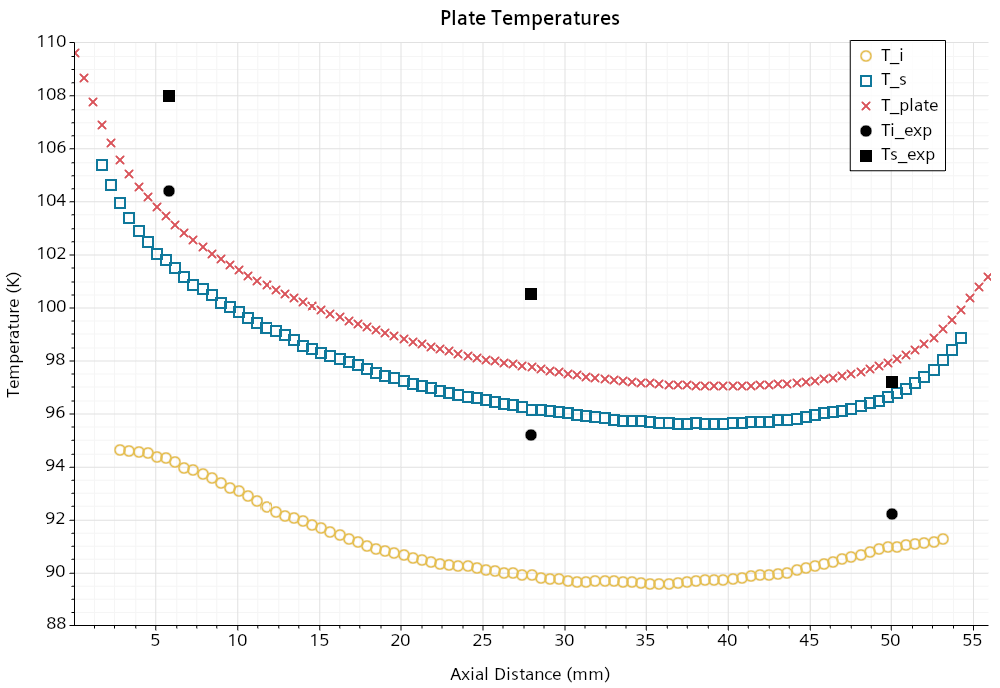 Plate Temperatures
110
108
106
104
102
100
98
96
94
92
90
88
Temperature (K)
T_i
T_s
T_plate
Ti_exp
Ts_exp
5
10
15
20
25
30
35
40
45
50
55
Axial Distance (mm)